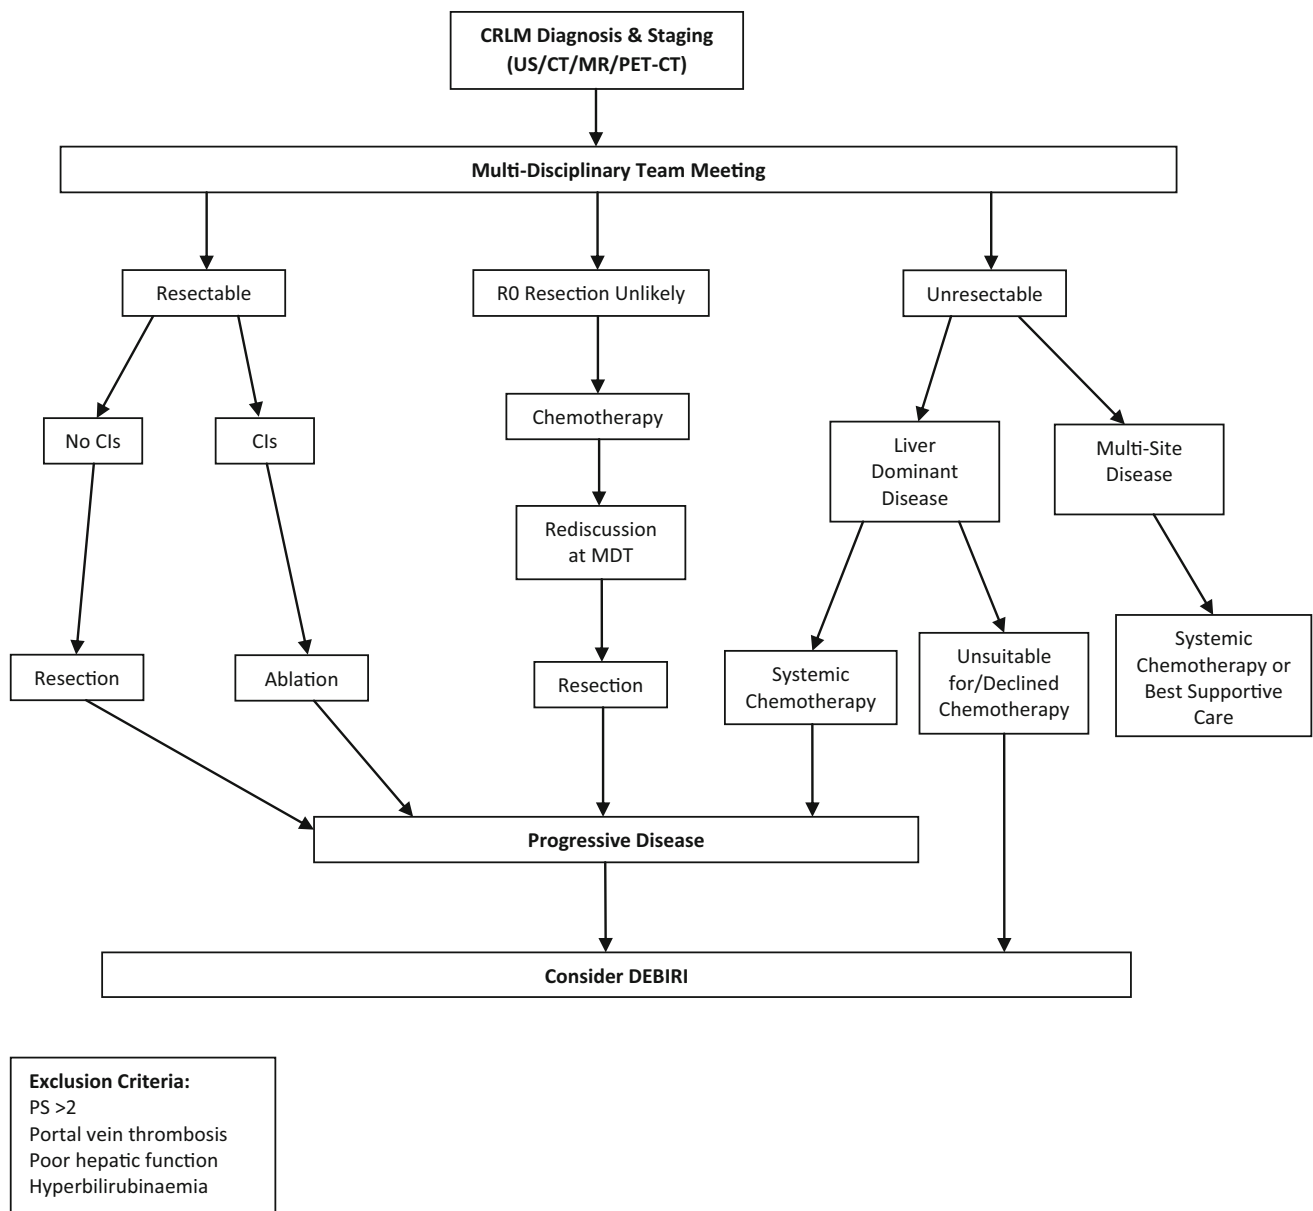 CRLM Diagnosis & Staging
(US/CT/MR/PET-CT)
Multi-Disciplinary Team Meeting
Resectable
R0 Resection Unlikely
Unresectable
No CIs
CIs
Chemotherapy
Liver
Dominant
Disease
Multi-Site
Disease
Rediscussion
at MDT
Resection
Ablation
Resection
Systemic
Chemotherapy
Unsuitable
for/Declined
Chemotherapy
Systemic
Chemotherapy or
Best Supportive
Care
Progressive Disease
Consider DEBIRI
Exclusion Criteria:
PS >2
Portal vein thrombosis
Poor hepatic function
Hyperbilirubinaemia